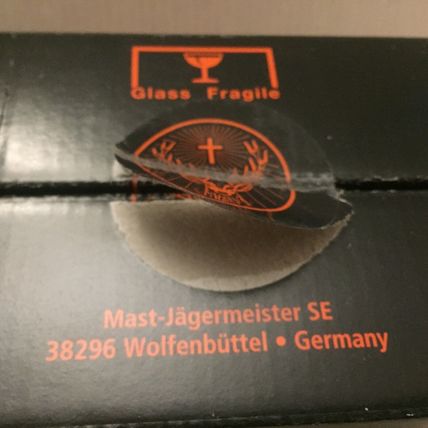 Glass Fragile
Mast-Jägermeister SE
38296 Wolfenbüttel • Germany